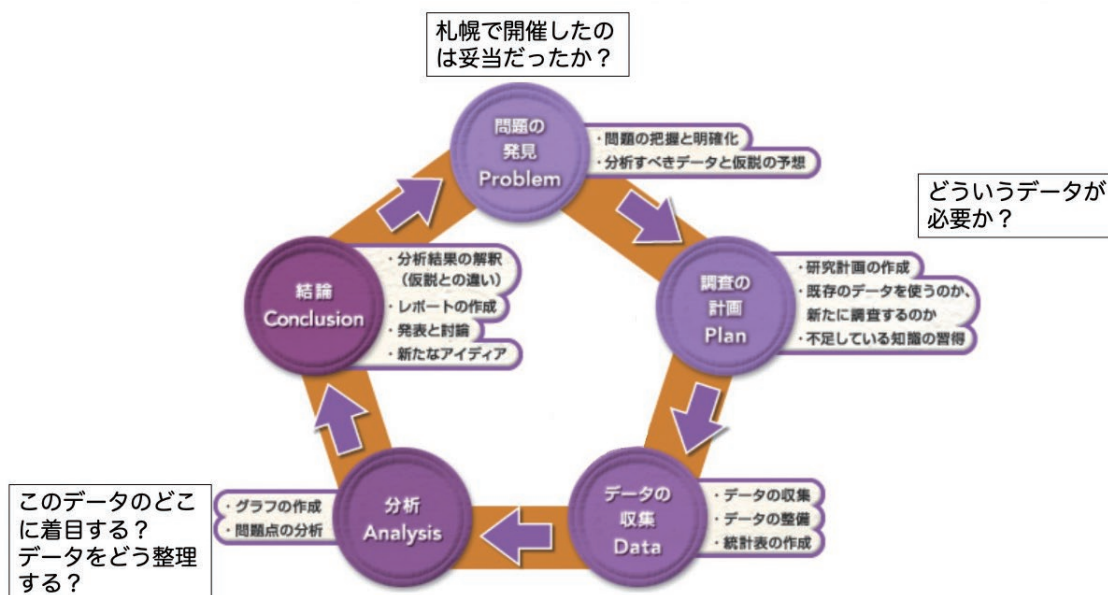 札幌で開催したの
は妥当だったか？
問題の
発見
Problem
・問題の把握と明確化
・分析すべきデータと仮説の予想
どういうデータが
必要か？
調査の
計画
Plan
・研究計画の作成
・既存のデータを使うのか、
新たに調査するのか
・不足している知識の習得
データの
収集
Data
・データの収集
・データの整備
・統計表の作成
このデータのどこ
に着目する？
データをどう整理
する？
・グラフの作成
・問題点の分析
分析
Analysis
結論
Conclusion
・分析結果の解釈
（仮説との違い）
・レポートの作成
・発表と討論
・新たなアイディア